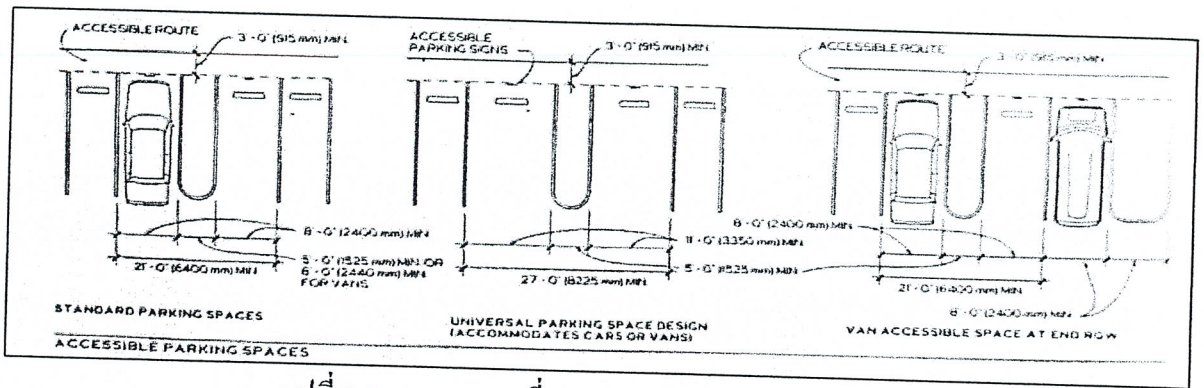 ACCESSIBLE ROUTE
3'-0" (915 mm) MIN.
8'-0" (2400 mm) MIN
5'-0" (1525 mm) MIN OR
6'-0" (2440 mm) MIN
FOR VANS
21'-0" (6400 mm) MIN
STANDARD PARKING SPACES
ACCESSIBLE
PARKING SIGNS
3'-0" (915 mm) MIN
11'-0" (3350 mm) MIN
5'-0" (1525 mm) MIN
27'-0" (8225 mm) MIN
UNIVERSAL PARKING SPACE DESIGN
(ACCOMMODATES CARS OR VANS)
ACCESSIBLE ROUTE
3'-0" (915 mm) MIN
8'-0" (2400 mm) MIN
21'-0" (6400 mm) MIN
8'-0" (2400 mm) MIN
VAN ACCESSIBLE SPACE AT END ROW
ACCESSIBLE PARKING SPACES